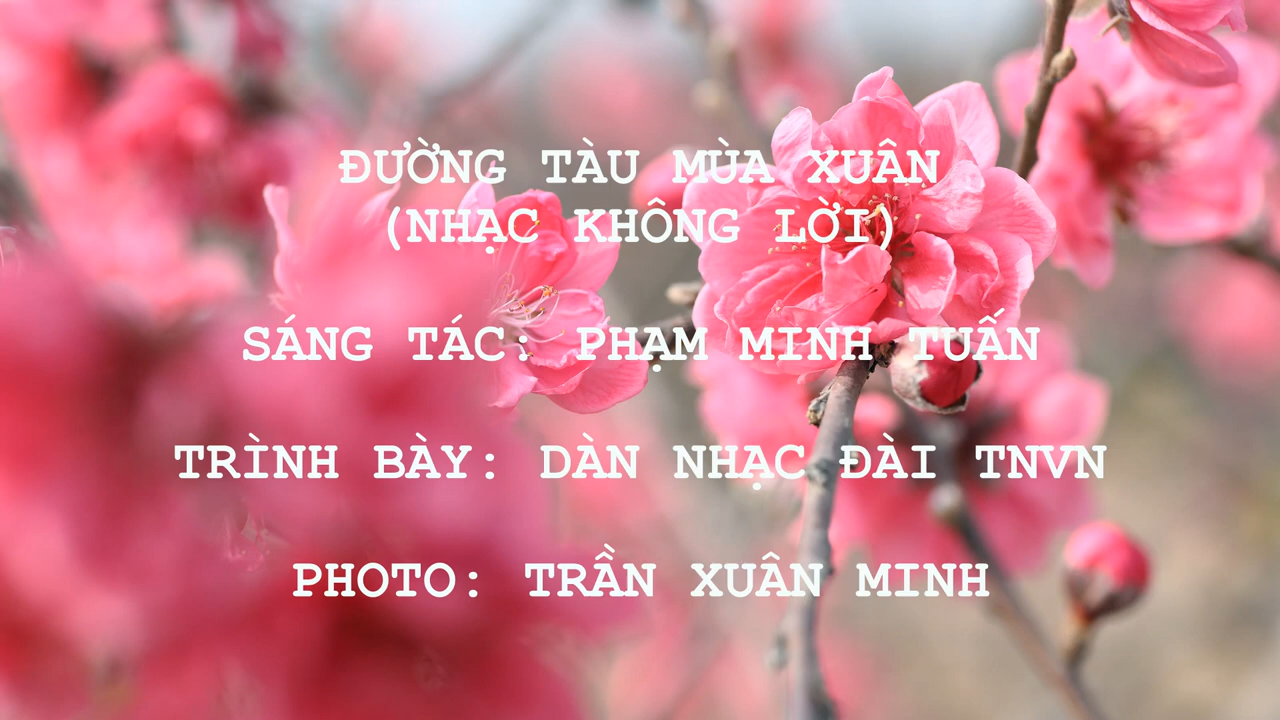 ĐƯỜNG TÀU MÙA XUÂN
(NHẠC KHÔNG LỜI)
SÁNG TÁC: PHẠM MINH TUẤN
TRÌNH BÀY: DÀN NHẠC ĐÀI TNVN
PHOTO: TRẦN XUÂN MINH